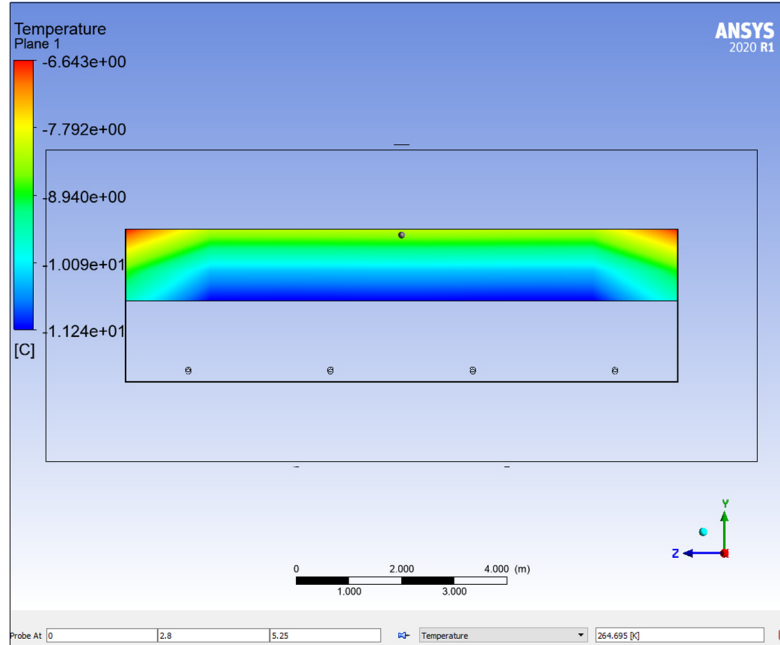 Temperature
Plane 1
ANSYS
2020 R1
-6.643e+00
-7.792e+00
-8.940e+00
-1.009e+01
-1.124e+01
[C]
Y
Z
0 2.000 4.000 (m)
1.000 3.000
Probe At 0 2.8 5.25 Temperature 264.695 [K]